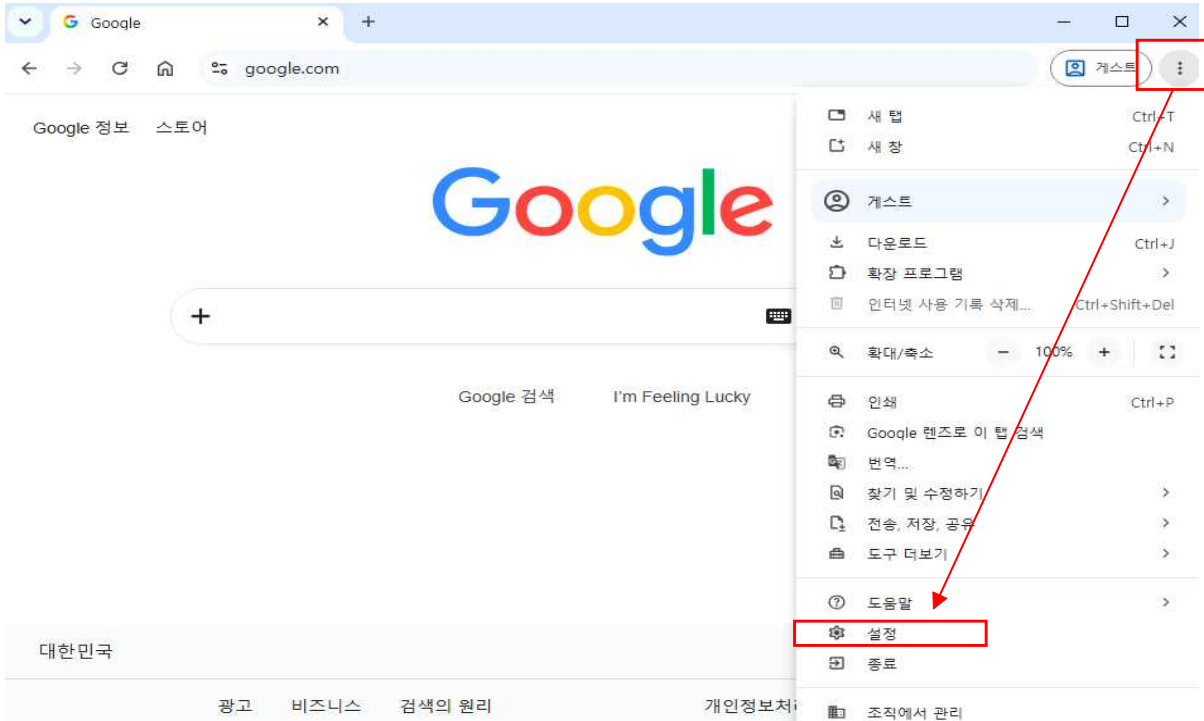 Google
google.com
게스트
Google 정보 스토어
Google
Google 검색 I'm Feeling Lucky
대한민국
광고 비즈니스 검색의 원리 개인정보처
새 탭 Ctrl+T
새 창 Ctrl+N
게스트
다운로드 Ctrl+J
확장 프로그램
인터넷 사용 기록 삭제... Ctrl+Shift+Del
확대/축소 − 100% +
인쇄 Ctrl+P
Google 렌즈로 이 탭 검색
번역...
찾기 및 수정하기
전송, 저장, 공유
도구 더보기
도움말
설정
종료
조직에서 관리